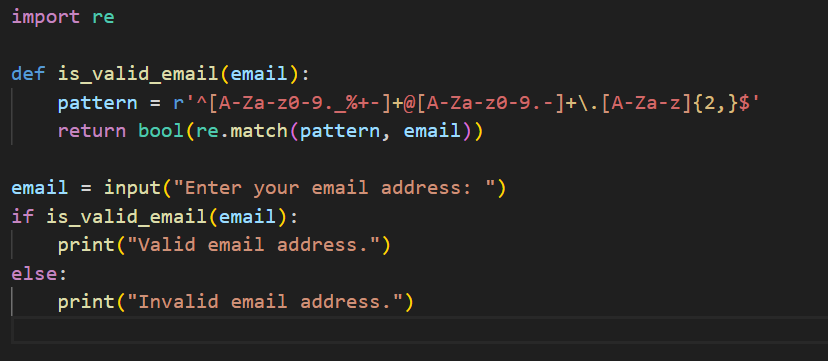 import re

def is_valid_email(email):
    pattern = r'^[A-Za-z0-9._%+-]+@[A-Za-z0-9.-]+\.[A-Za-z]{2,}$'
    return bool(re.match(pattern, email))

email = input("Enter your email address: ")
if is_valid_email(email):
    print("Valid email address.")
else:
    print("Invalid email address.")